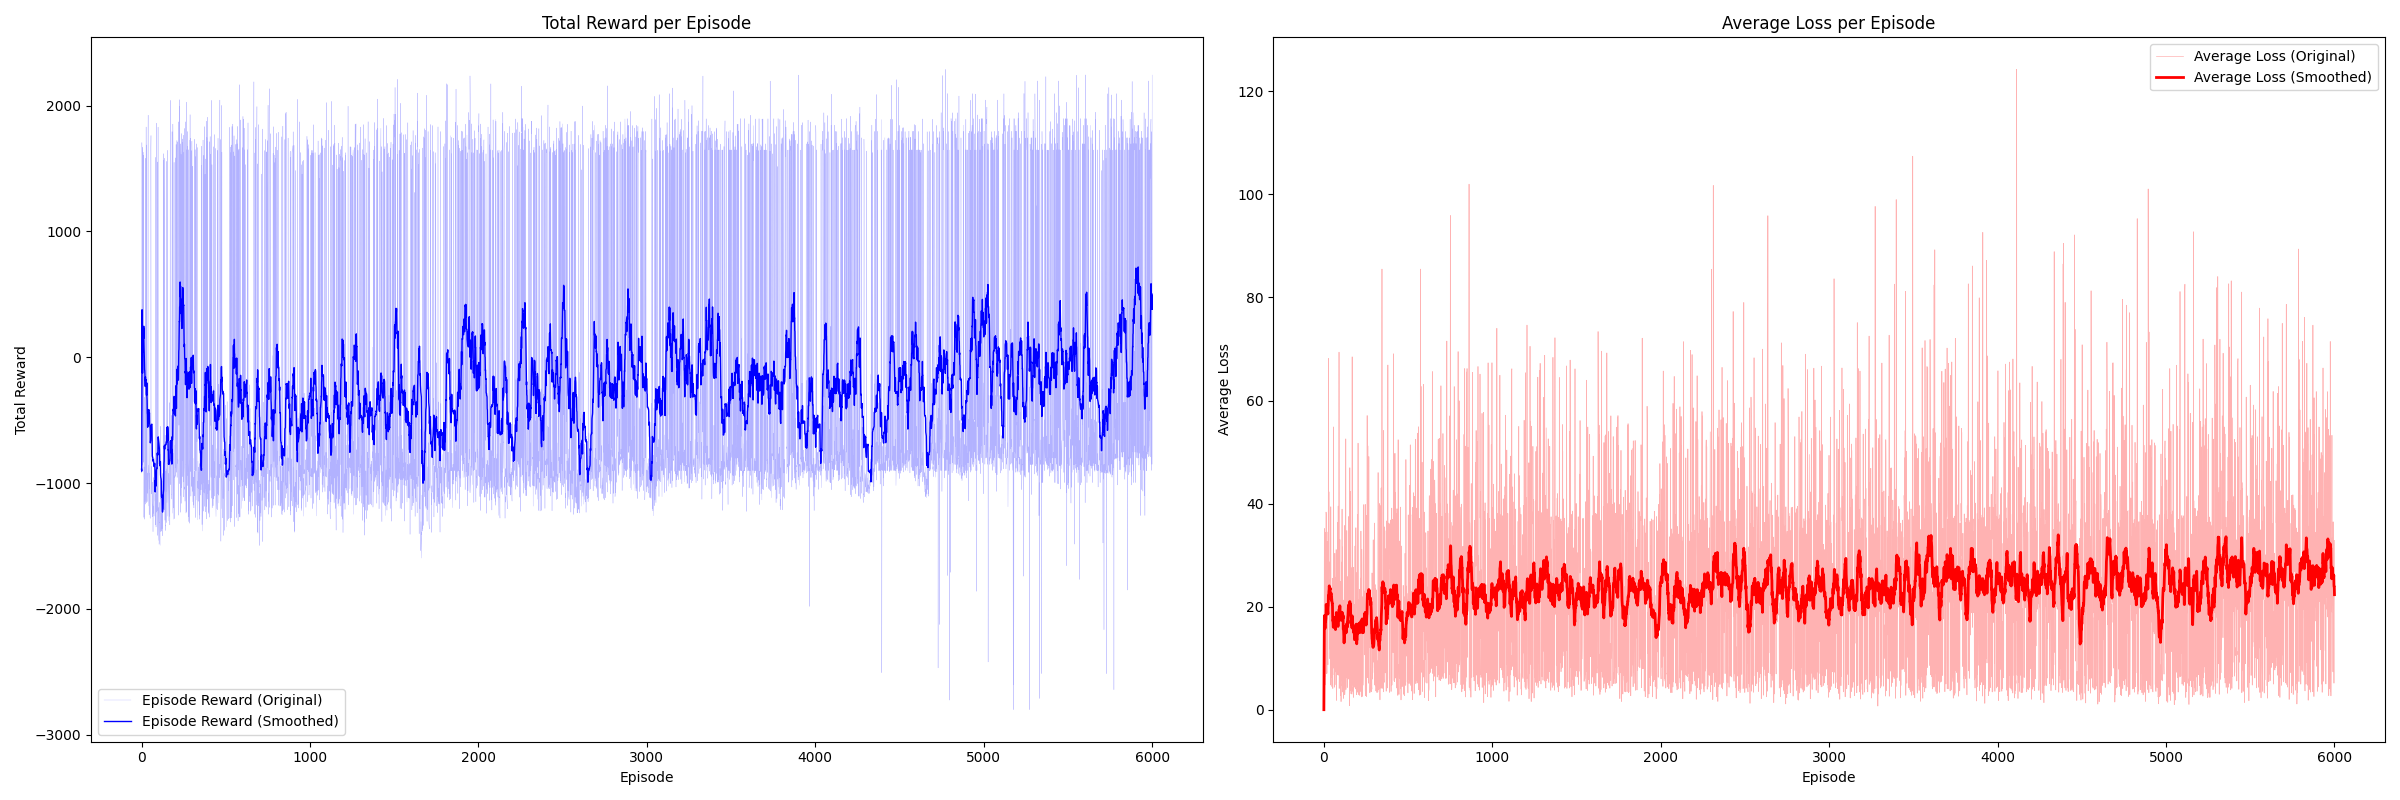 Total Reward per Episode
Total Reward
2000
1000
0
−1000
−2000
−3000
Episode Reward (Original)
Episode Reward (Smoothed)
0
1000
2000
3000
4000
5000
6000
Episode
Average Loss per Episode
Average Loss
120
100
80
60
40
20
0
Average Loss (Original)
Average Loss (Smoothed)
0
1000
2000
3000
4000
5000
6000
Episode